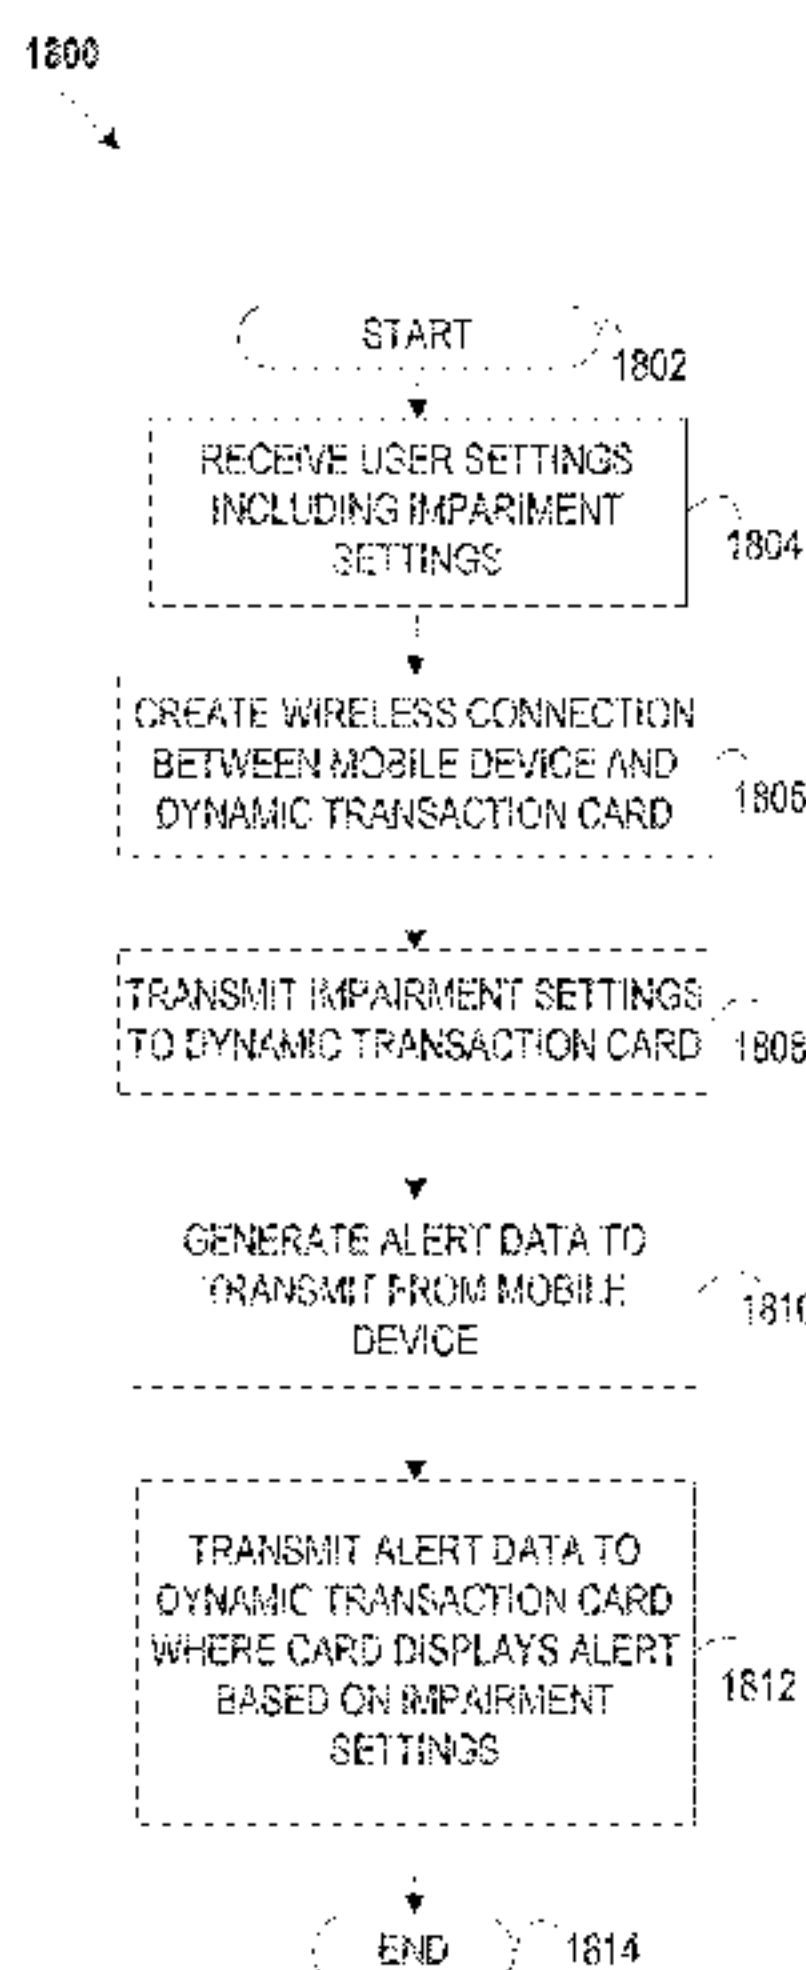 1800
START
1802
RECEIVE USER SETTINGS
INCLUDING IMPARIMENT
SETTINGS
1804
CREATE WIRELESS CONNECTION
BETWEEN MOBILE DEVICE AND
DYNAMIC TRANSACTION CARD
1806
TRANSMIT IMPAIRMENT SETTINGS
TO DYNAMIC TRANSACTION CARD
1808
GENERATE ALERT DATA TO
TRANSMIT FROM MOBILE
DEVICE
1810
TRANSMIT ALERT DATA TO
DYNAMIC TRANSACTION CARD
WHERE CARD DISPLAYS ALERT
BASED ON IMPAIRMENT
SETTINGS
1812
END
1814